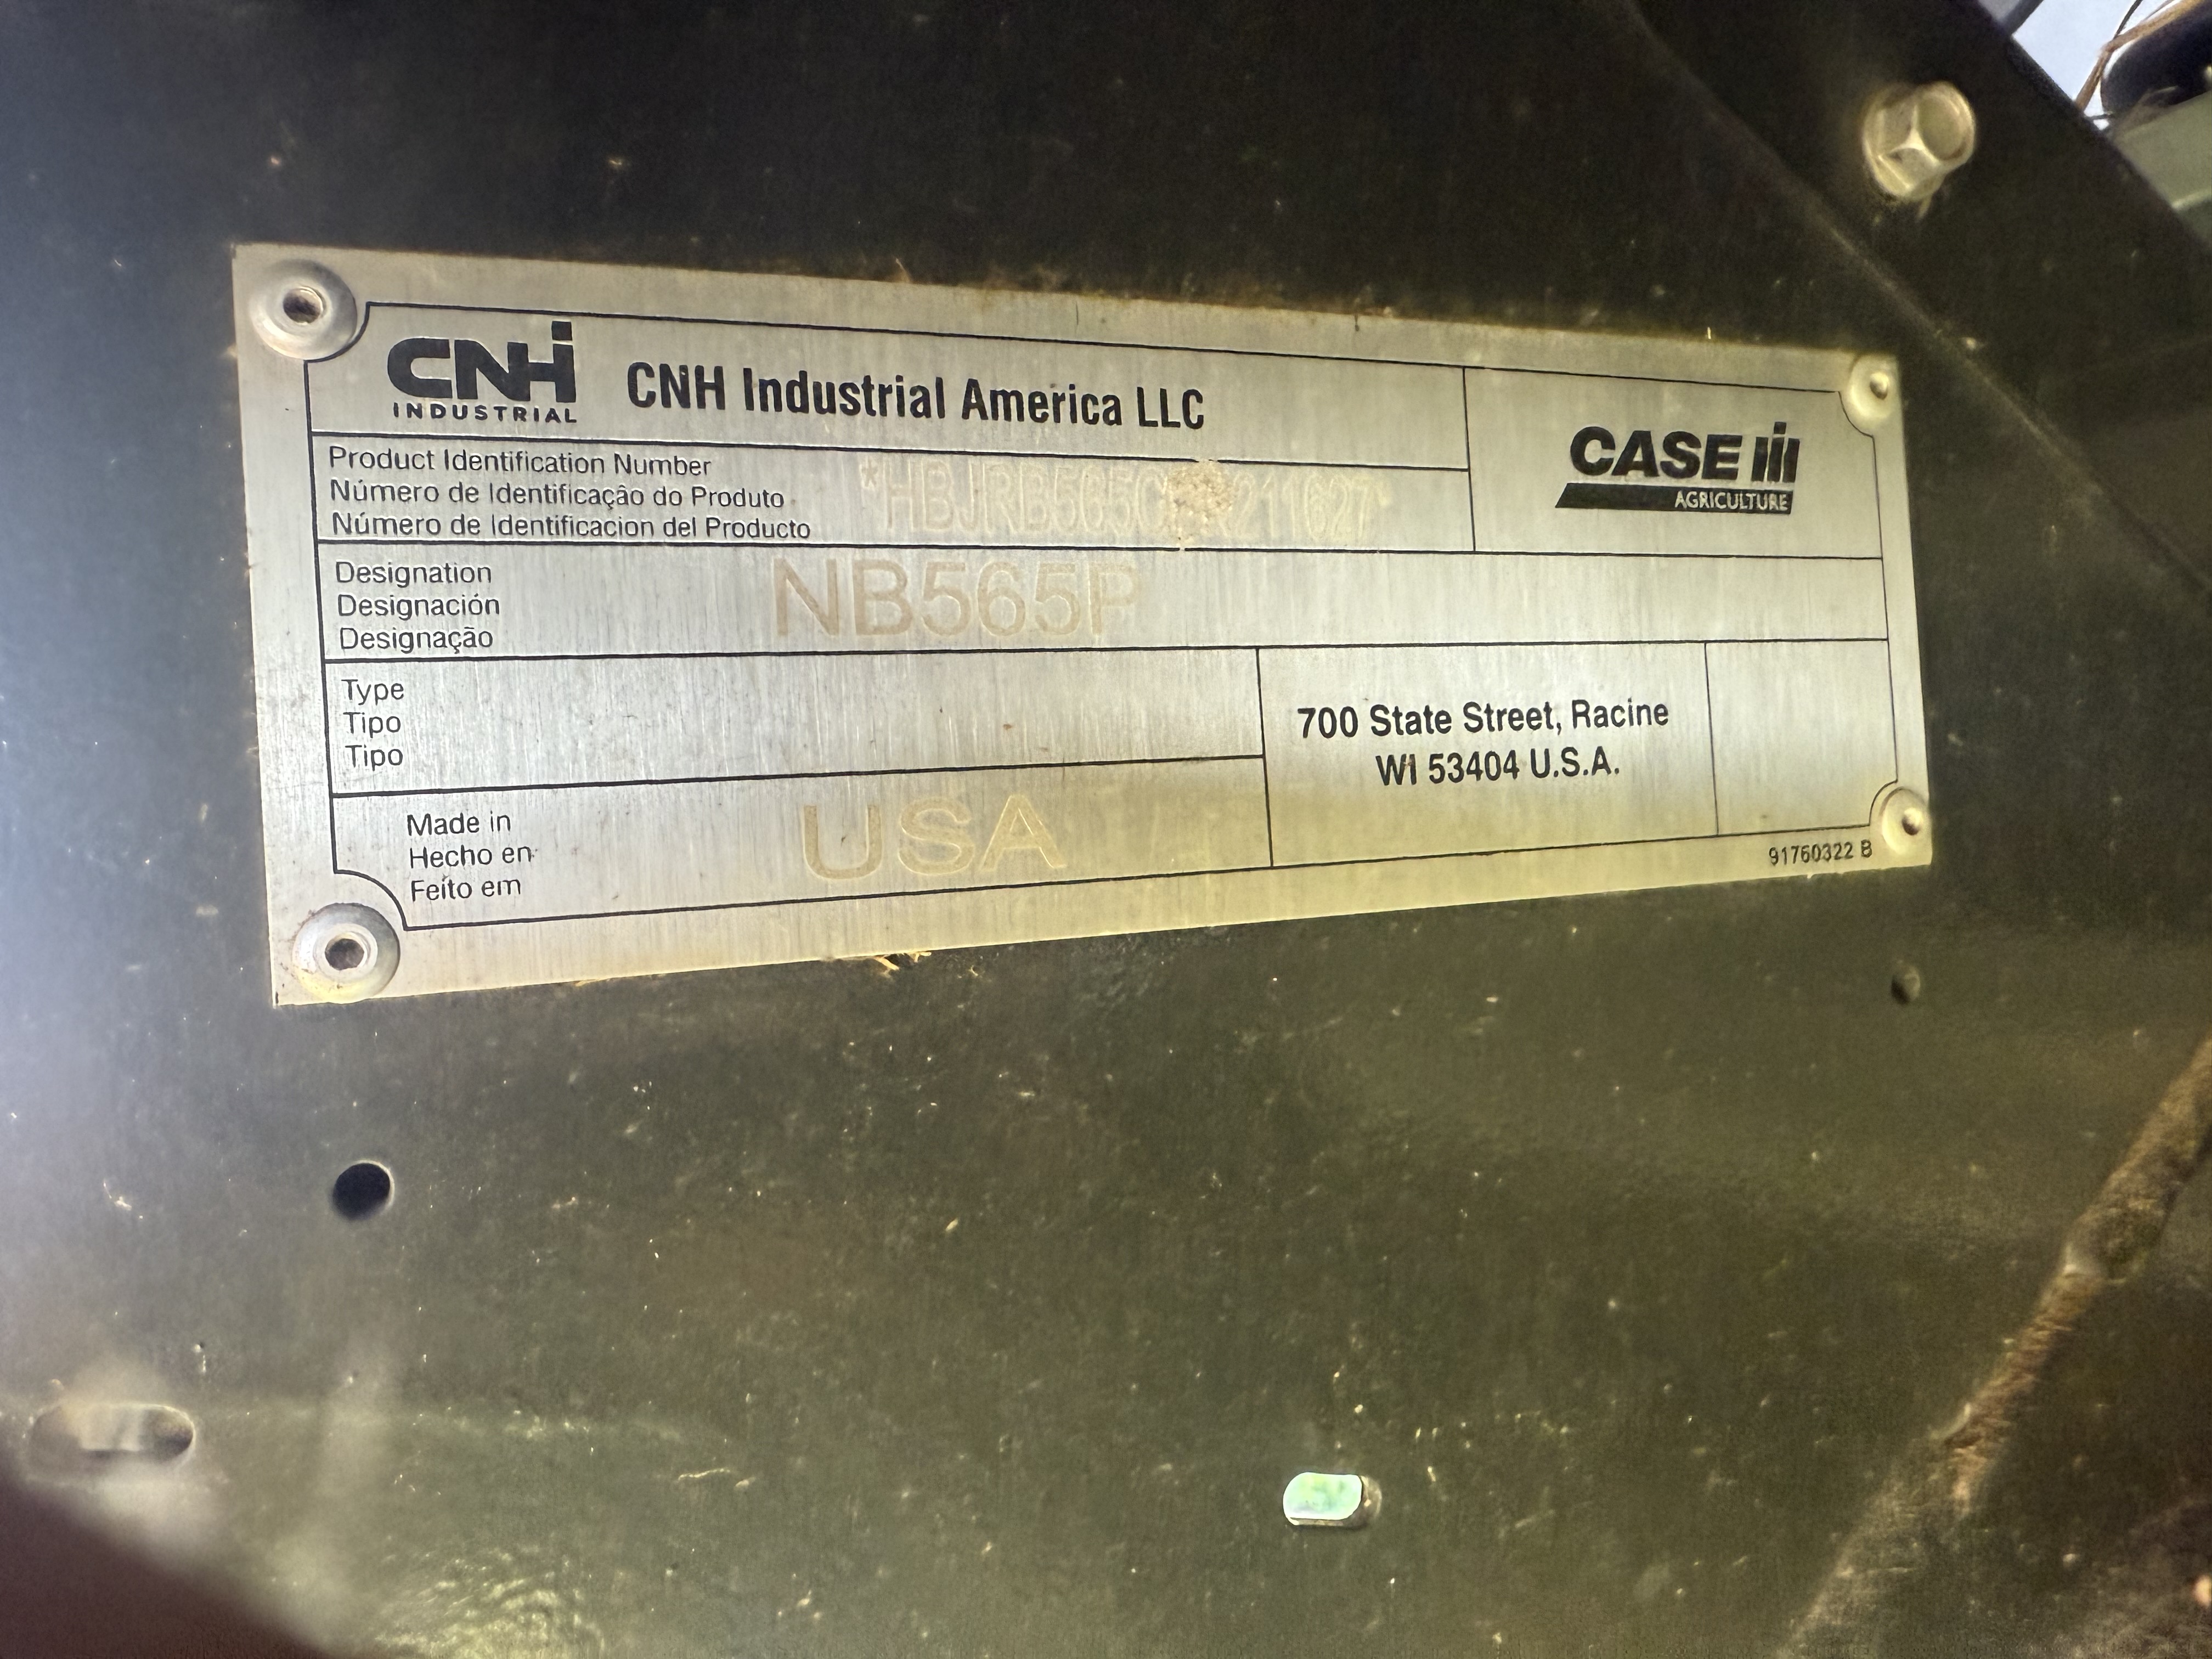 CNH
INDUSTRIAL
CNH Industrial America LLC
CASE III
AGRICULTURE
Product Identification Number
Número de Identificação do Produto
Número de Identificacion del Producto
Designation
Designación
Designação
NB565P
Type
Tipo
Tipo
700 State Street, Racine
WI 53404 U.S.A.
Made in
Hecho en
Feito em
USA
91760322 B